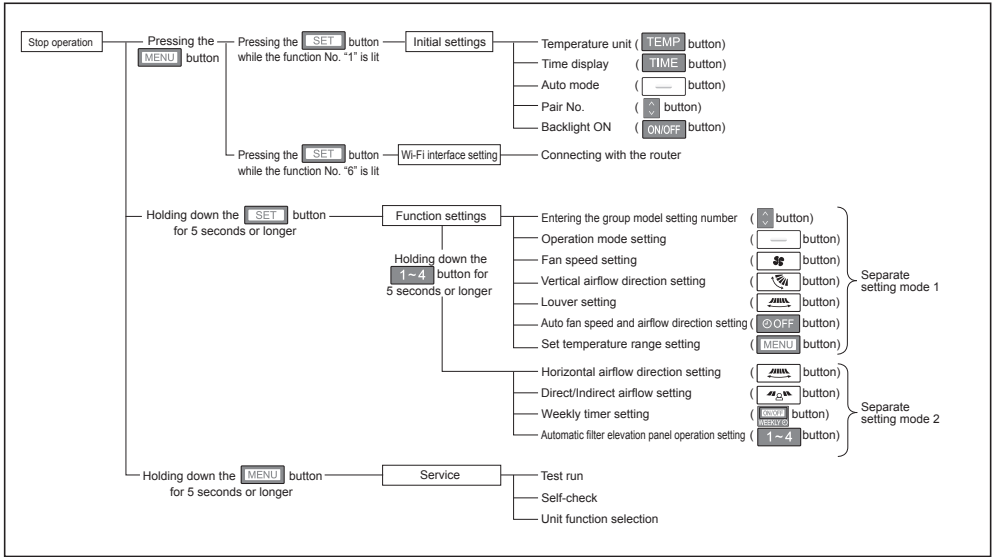 Stop operation
Pressing the
MENU button
Pressing the SET button
while the function No. “1” is lit
Initial settings
Temperature unit ( TEMP button)
Time display ( TIME button)
Auto mode ( button)
Pair No. ( button)
Backlight ON ( ON/OFF button)
Pressing the SET button
while the function No. “6” is lit
Wi-Fi interface setting
Connecting with the router
Holding down the SET button
for 5 seconds or longer
Function settings
Entering the group model setting number ( button)
Operation mode setting ( button)
Fan speed setting ( button)
Vertical airflow direction setting ( button)
Louver setting ( button)
Auto fan speed and airflow direction setting ( OFF button)
Set temperature range setting ( MENU button)
Separate
setting mode 1
Holding down the
1~4 button for
5 seconds or longer
Horizontal airflow direction setting ( button)
Direct/Indirect airflow setting ( button)
Weekly timer setting ( ON/OFF WEEKLY button)
Automatic filter elevation panel operation setting ( 1~4 button)
Separate
setting mode 2
Holding down the MENU button
for 5 seconds or longer
Service
Test run
Self-check
Unit function selection